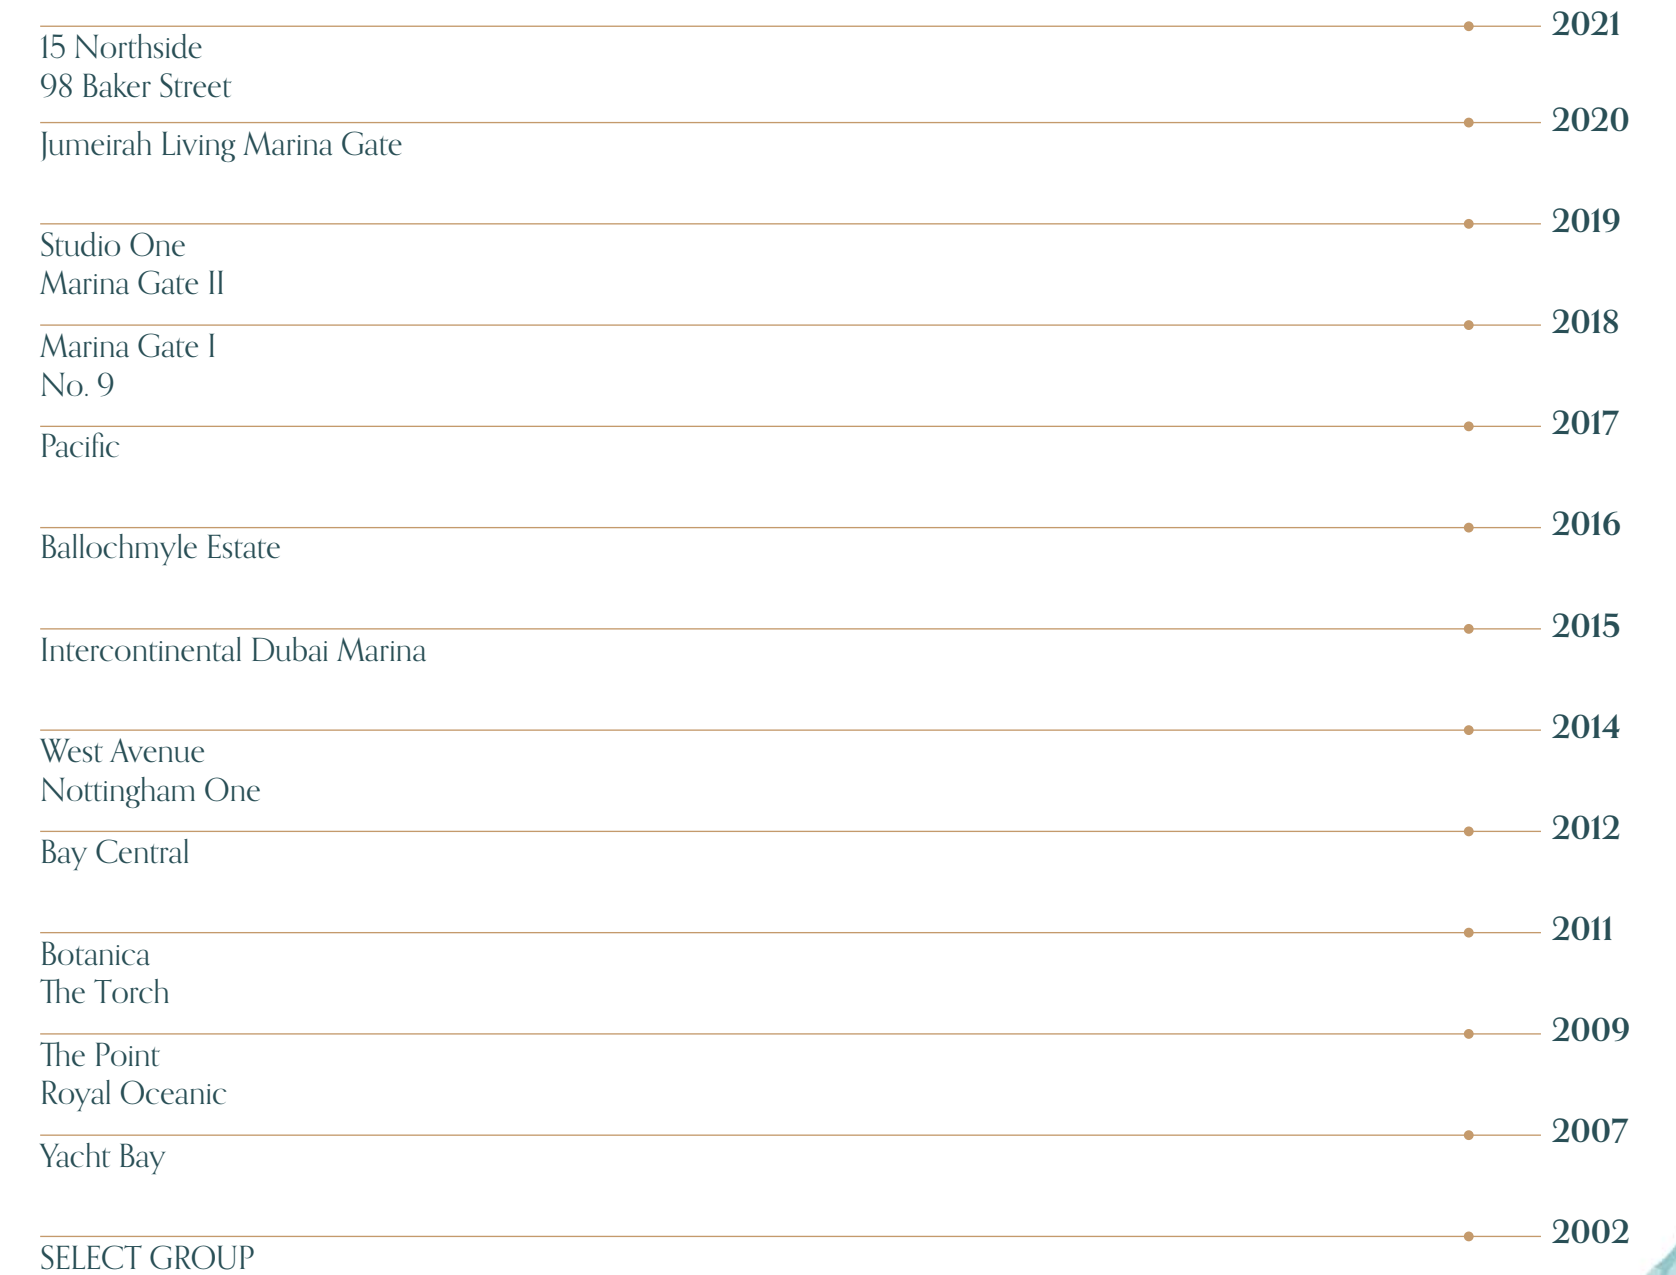 2021
15 Northside
98 Baker Street
2020
Jumeirah Living Marina Gate
2019
Studio One
Marina Gate II
2018
Marina Gate I
No. 9
2017
Pacific
2016
Ballochmyle Estate
2015
Intercontinental Dubai Marina
2014
West Avenue
Nottingham One
2012
Bay Central
2011
Botanica
The Torch
2009
The Point
Royal Oceanic
2007
Yacht Bay
2002
SELECT GROUP